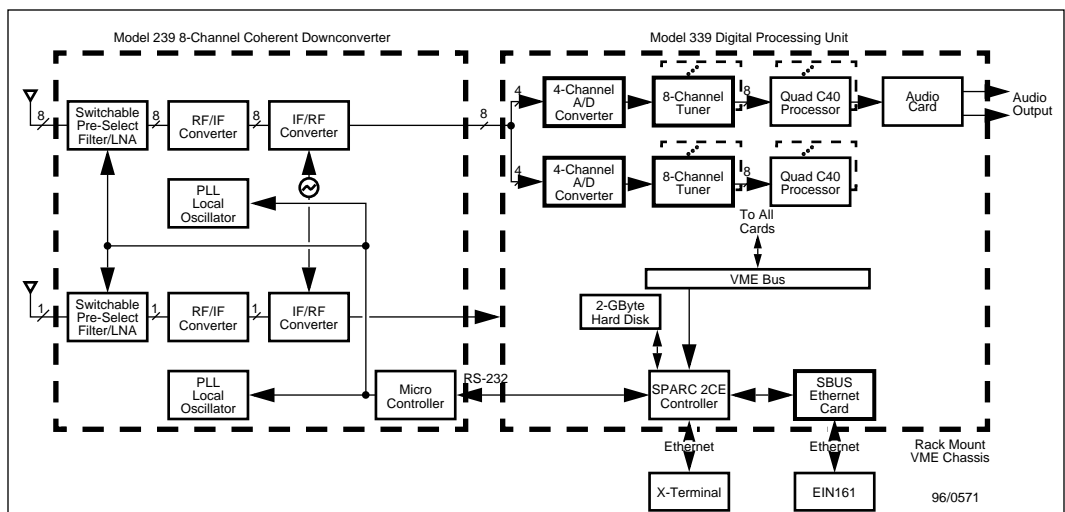 Model 239 8-Channel Coherent Downconverter
Model 339 Digital Processing Unit
8
Switchable
Pre-Select
Filter/LNA
8
RF/IF
Converter
8
IF/RF
Converter
8
4
4-Channel
A/D
Converter
8-Channel
Tuner
8
Quad C40
Processor
Audio
Card
Audio
Output
4
4-Channel
A/D
Converter
8-Channel
Tuner
8
Quad C40
Processor
PLL
Local
Oscillator
To All
Cards
VME Bus
1
Switchable
Pre-Select
Filter/LNA
1
RF/IF
Converter
1
IF/RF
Converter
2-GByte
Hard Disk
PLL
Local
Oscillator
Micro
Controller
RS-232
SPARC 2CE
Controller
SBUS
Ethernet
Card
Ethernet
Ethernet
Rack Mount
VME Chassis
X-Terminal
EIN161
96/0571